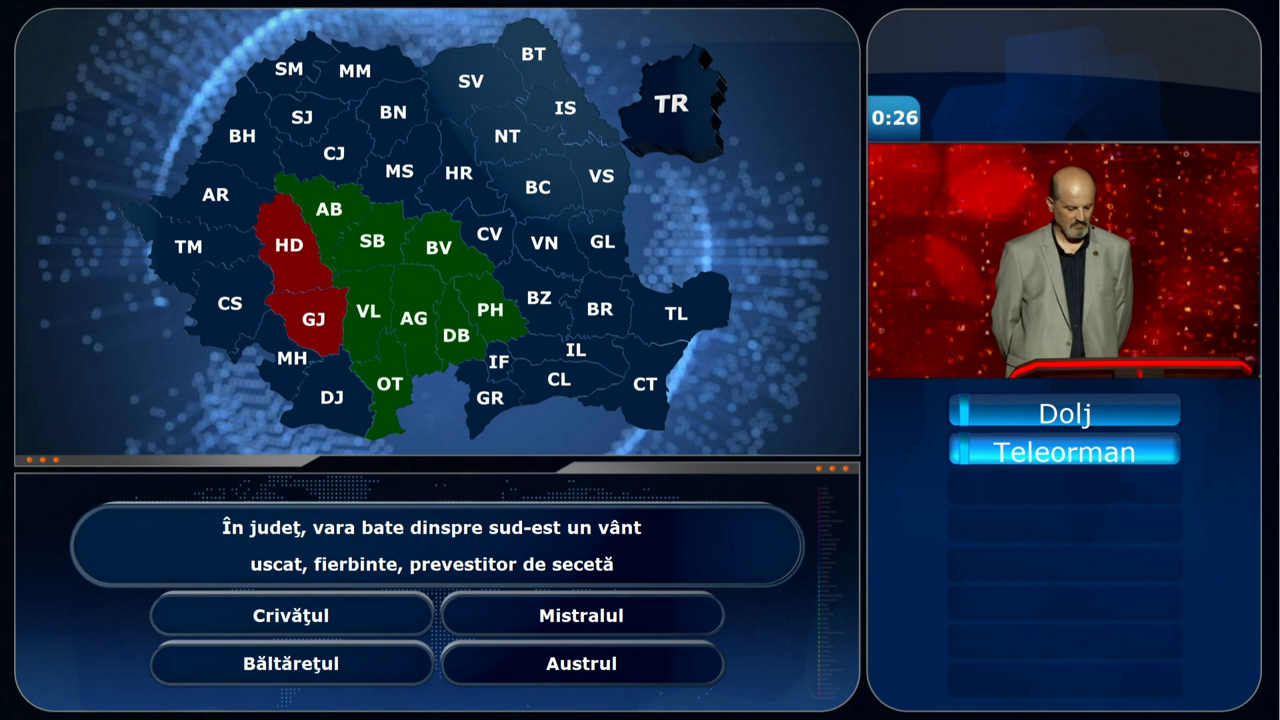 BT
SM
MM
SV
TR
SJ
BN
IS
BH
NT
CJ
MS
HR
VS
BC
AR
AB
CV
SB
VN
GL
TM
HD
BV
BZ
CS
VL
PH
BR
TL
GJ
AG
DB
IL
MH
IF
CL
OT
CT
DJ
GR
0:26
Dolj
Teleorman
În judeţ, vara bate dinspre sud-est un vânt
uscat, fierbinte, prevestitor de secetă
Crivăţul
Mistralul
Băltăreţul
Austrul